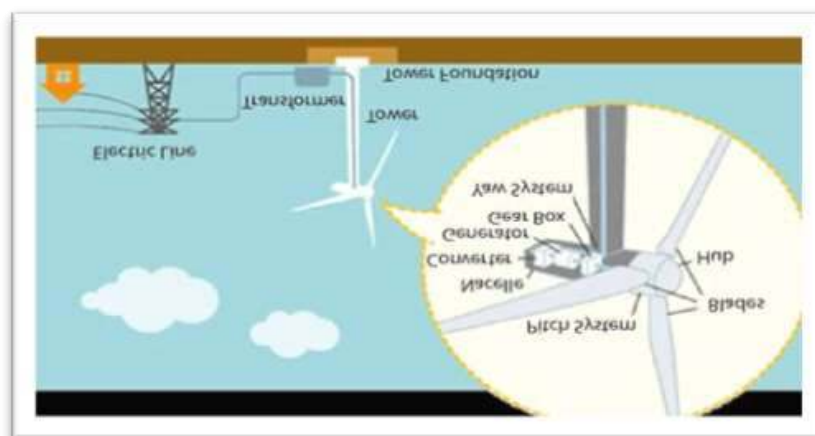 Tower Foundation
Transformer
Tower
Electric Line
Yaw System
Gear Box
Generator
Converter
Nacelle
Hub
Blades
Pitch System